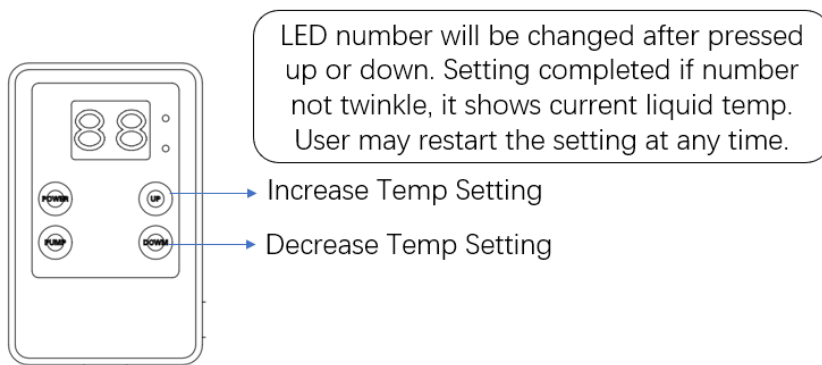 LED number will be changed after pressed
up or down. Setting completed if number
not twinkle, it shows current liquid temp.
User may restart the setting at any time.
88
POWER
UP
Increase Temp Setting
PUMP
DOWM
Decrease Temp Setting